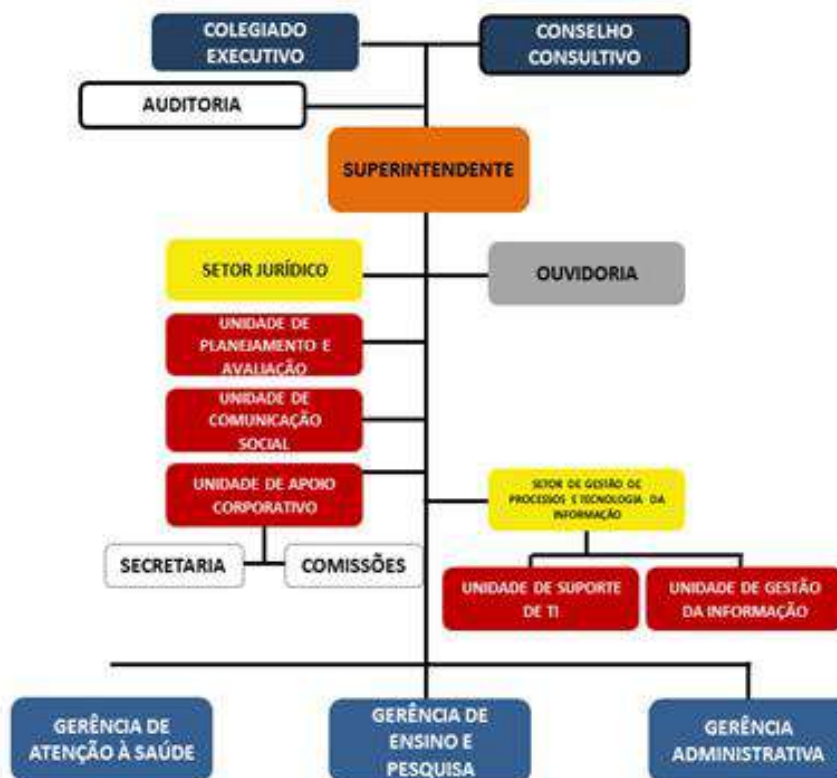 COLEGIADO
EXECUTIVO
CONSELHO
CONSULTIVO
AUDITORIA
SUPERINTENDENTE
SETOR JURÍDICO
OUVIDORIA
UNIDADE DE
PLANEJAMENTO E
AVALIAÇÃO
UNIDADE DE
COMUNICAÇÃO
SOCIAL
UNIDADE DE APOIO
CORPORATIVO
SETOR DE GESTÃO DE
PROCESSOS E TECNOLOGIA DA
INFORMAÇÃO
SECRETARIA
COMISSÕES
UNIDADE DE SUPORTE
DE TI
UNIDADE DE GESTÃO
DA INFORMAÇÃO
GERÊNCIA DE
ATENÇÃO À SAÚDE
GERÊNCIA DE
ENSINO E
PESQUISA
GERÊNCIA
ADMINISTRATIVA